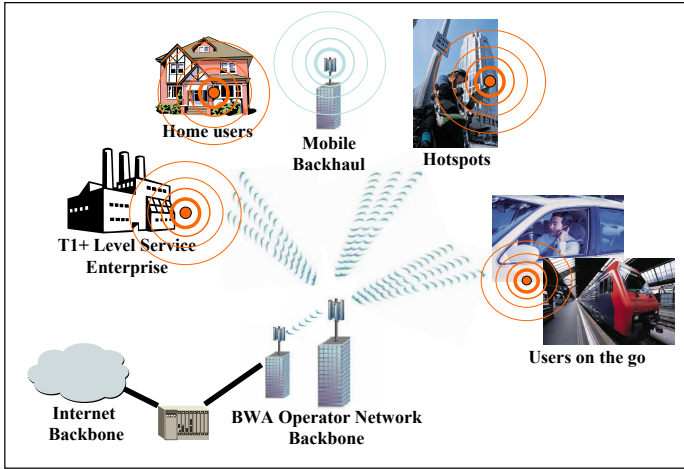 Home users
Mobile
Backhaul
Hotspots
T1+ Level Service
Enterprise
Users on the go
Internet
Backbone
BWA Operator Network
Backbone